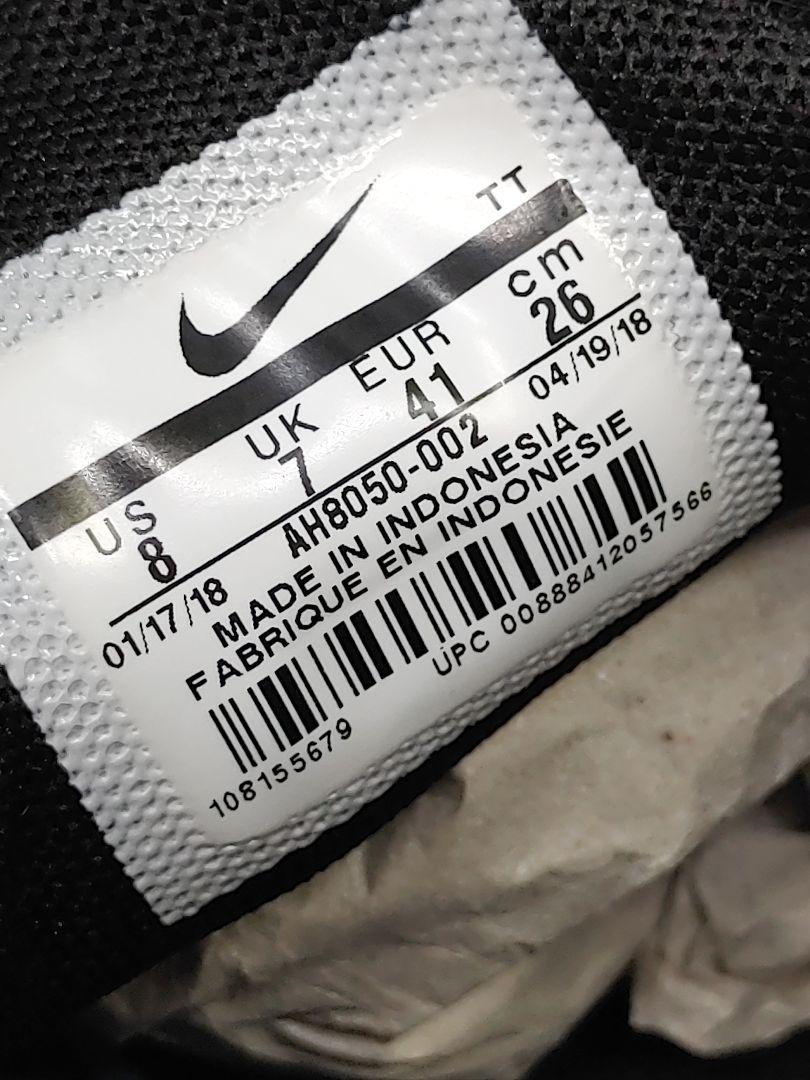 TT
US UK EUR cm
8 7 41 26
01/17/18 AH8050-002 04/19/18
MADE IN INDONESIA
FABRIQUE EN INDONESIE
108155679 UPC 00888412057566